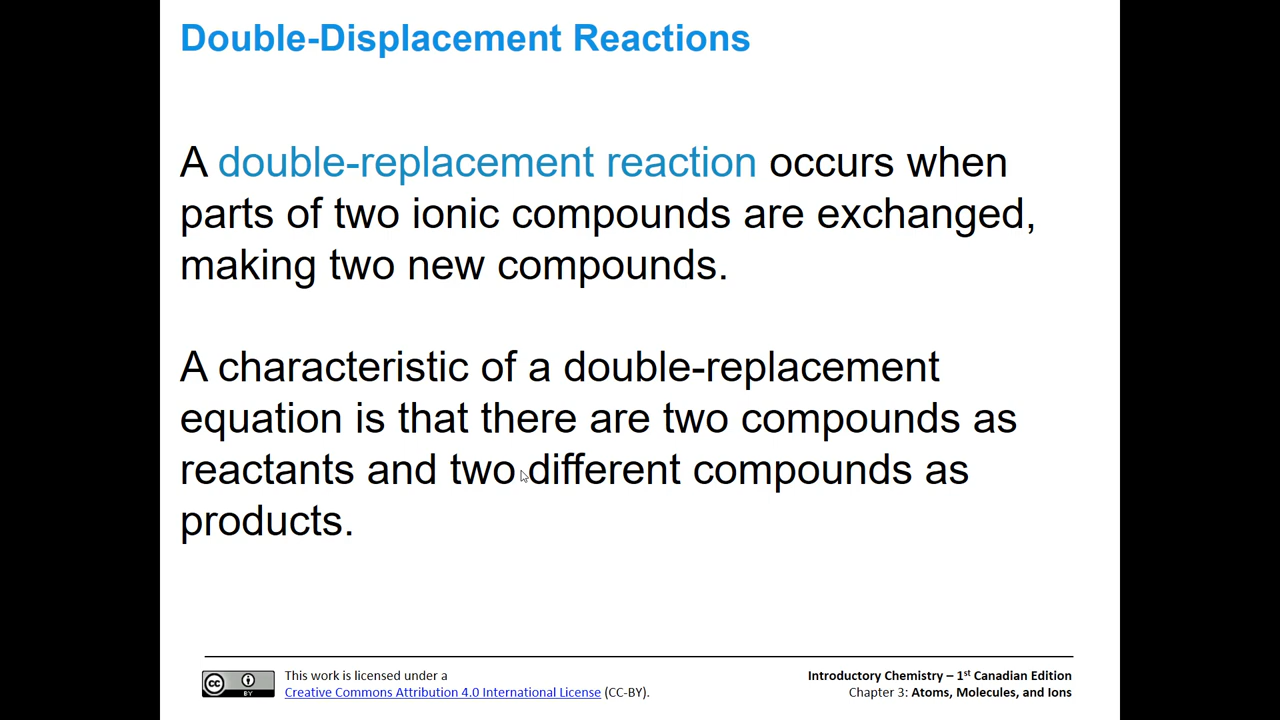 Double-Displacement Reactions
A double-replacement reaction occurs when
parts of two ionic compounds are exchanged,
making two new compounds.
A characteristic of a double-replacement
equation is that there are two compounds as
reactants and two different compounds as
products.
cc BY
This work is licensed under a
Creative Commons Attribution 4.0 International License (CC-BY).
Introductory Chemistry – 1st Canadian Edition
Chapter 3: Atoms, Molecules, and Ions